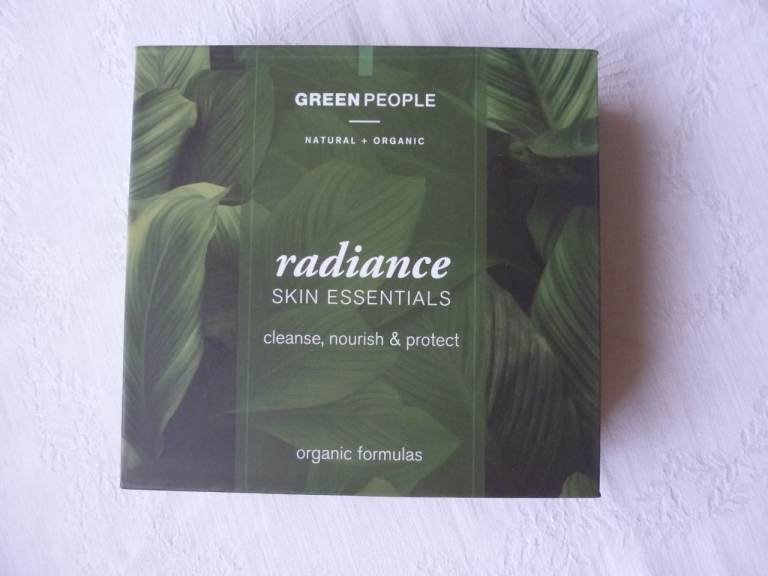 GREEN PEOPLE
NATURAL + ORGANIC
radiance
SKIN ESSENTIALS
cleanse, nourish & protect
organic formulas